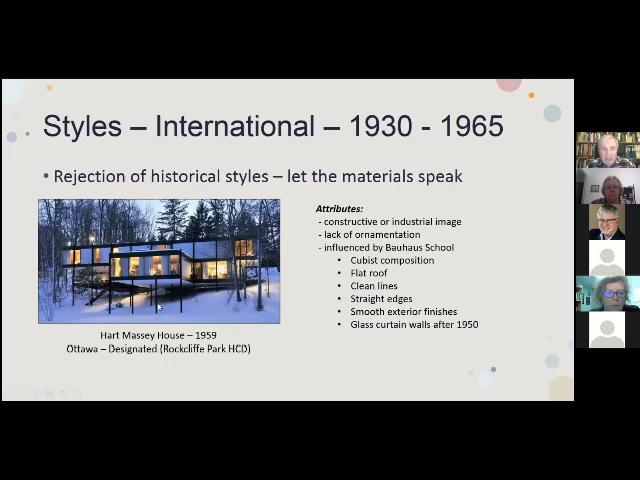 Styles – International – 1930 - 1965
• Rejection of historical styles – let the materials speak
Attributes:
- constructive or industrial image
- lack of ornamentation
- influenced by Bauhaus School
• Cubist composition
• Flat roof
• Clean lines
• Straight edges
• Smooth exterior finishes
• Glass curtain walls after 1950
Hart Massey House – 1959
Ottawa – Designated (Rockcliffe Park HCD)